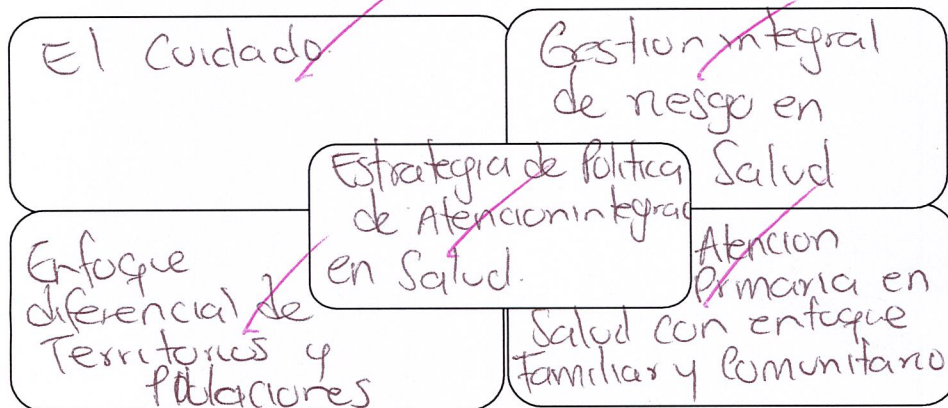 El Cuidado
Gestion integral
de riesgo en
Salud
Estrategia de Politica
de Atencion integral
en Salud.
Enfoque
diferencial de
Territorios y
Poblaciones
Atencion
Primaria en
Salud con enfoque
Familiar y Comunitario